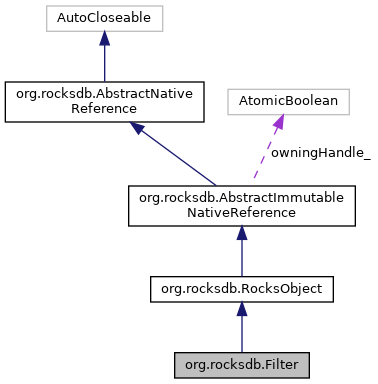 AutoCloseable
org.rocksdb.AbstractNative
Reference
AtomicBoolean
owningHandle_
org.rocksdb.AbstractImmutable
NativeReference
org.rocksdb.RocksObject
org.rocksdb.Filter